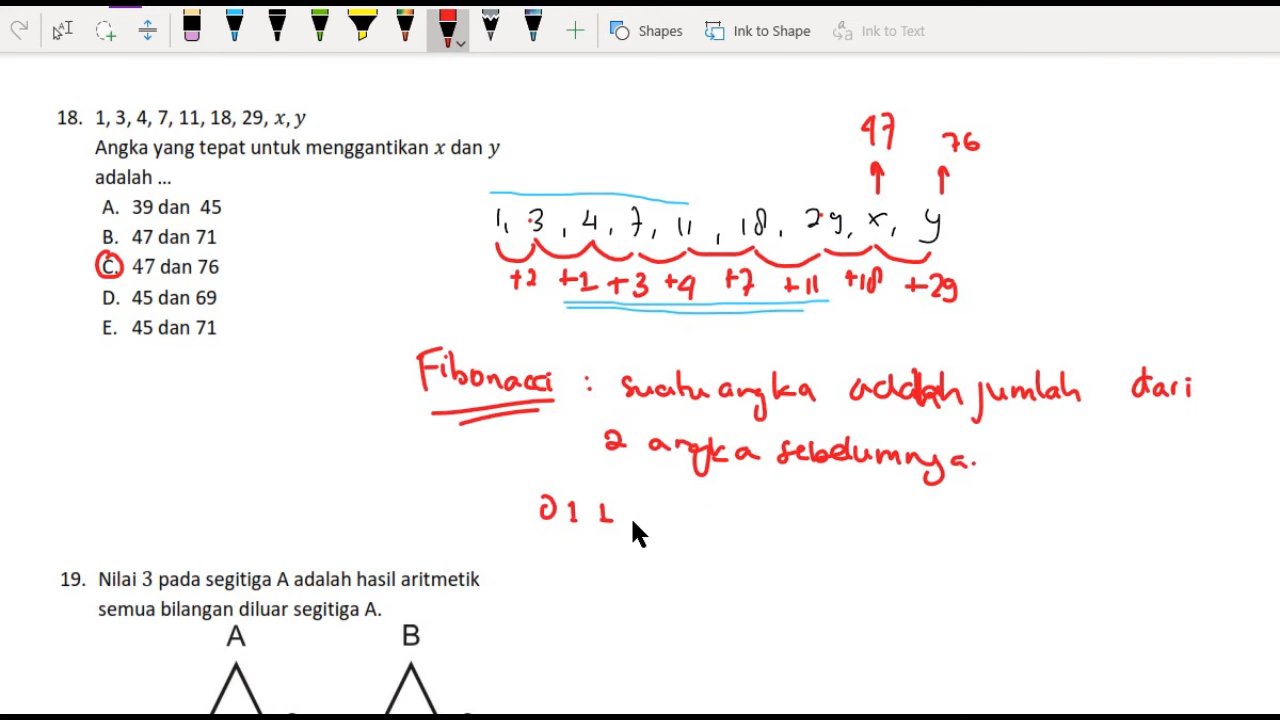 Shapes Ink to Shape Ink to Text
18. 1, 3, 4, 7, 11, 18, 29, x, y
Angka yang tepat untuk menggantikan x dan y
adalah ...
A. 39 dan 45
B. 47 dan 71
C. 47 dan 76
D. 45 dan 69
E. 45 dan 71
47 76
1, 3, 4, 7, 11, 18, 29, x, y
+2 +1 +3 +4 +7 +11 +18 +29
Fibonacci : suatu angka adalah jumlah dari
2 angka sebelumnya.
0 1 1
19. Nilai 3 pada segitiga A adalah hasil aritmetik
semua bilangan diluar segitiga A.
A B